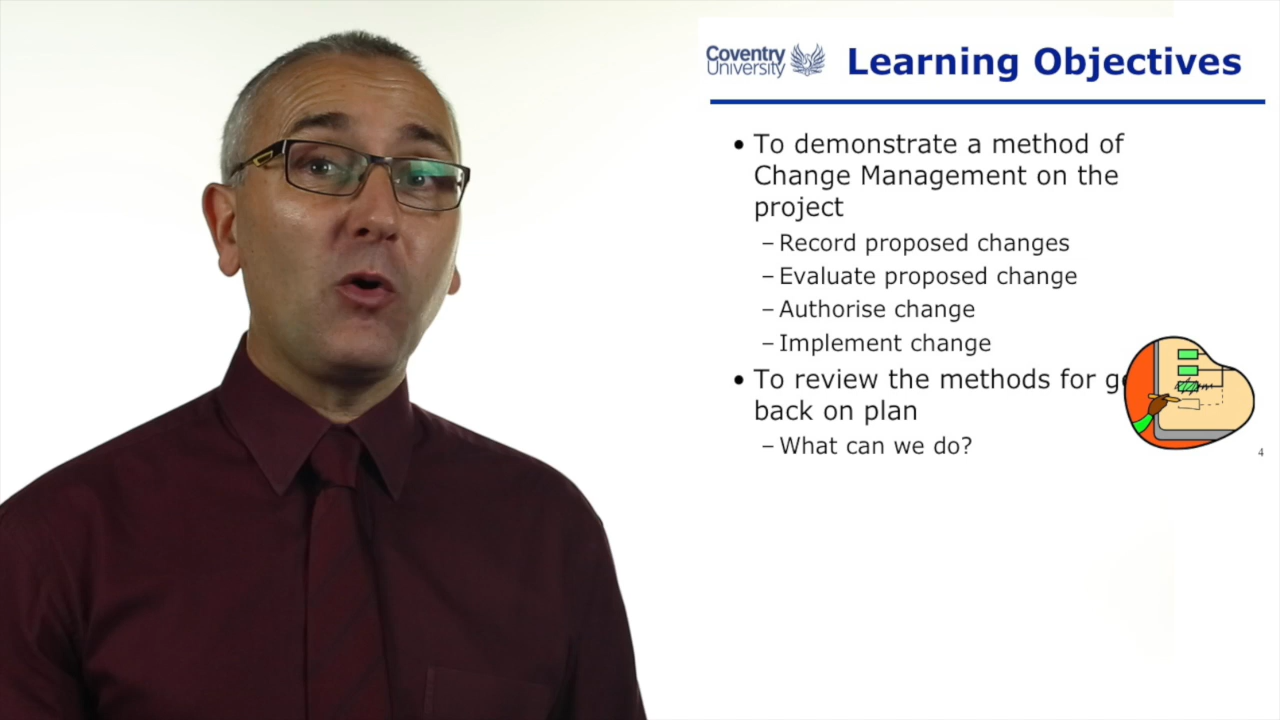 Coventry
University
Learning Objectives
• To demonstrate a method of
Change Management on the
project
– Record proposed changes
– Evaluate proposed change
– Authorise change
– Implement change
• To review the methods for
back on plan
– What can we do?
4